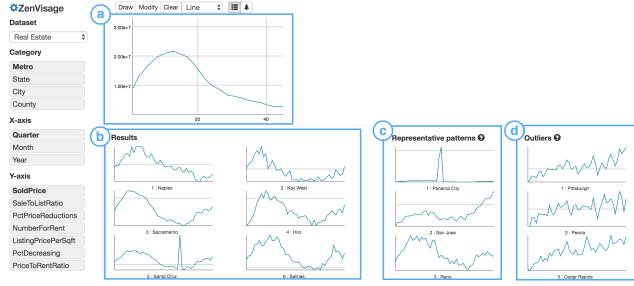 ZenVisage
Dataset
Real Estate
Category
Metro
State
City
County
X-axis
Quarter
Month
Year
Y-axis
SoldPrice
SaleToListRatio
PctPriceReductions
NumberForRent
ListingPricePerSqft
PctDecreasing
PriceToRentRatio
Draw Modify Clear Line
a
3.00e+7
2.00e+7
1.00e+7
20 40
b
Results
1 : Naples
2 : Key West
3 : Sacramento
4 : Hilo
5 : Santa Cruz
6 : Salinas
c
Representative patterns ?
1 : Panama City
2 : San Jose
3 : Reno
d
Outliers ?
1 : Pittsburgh
2 : Peoria
3 : Cedar Rapids